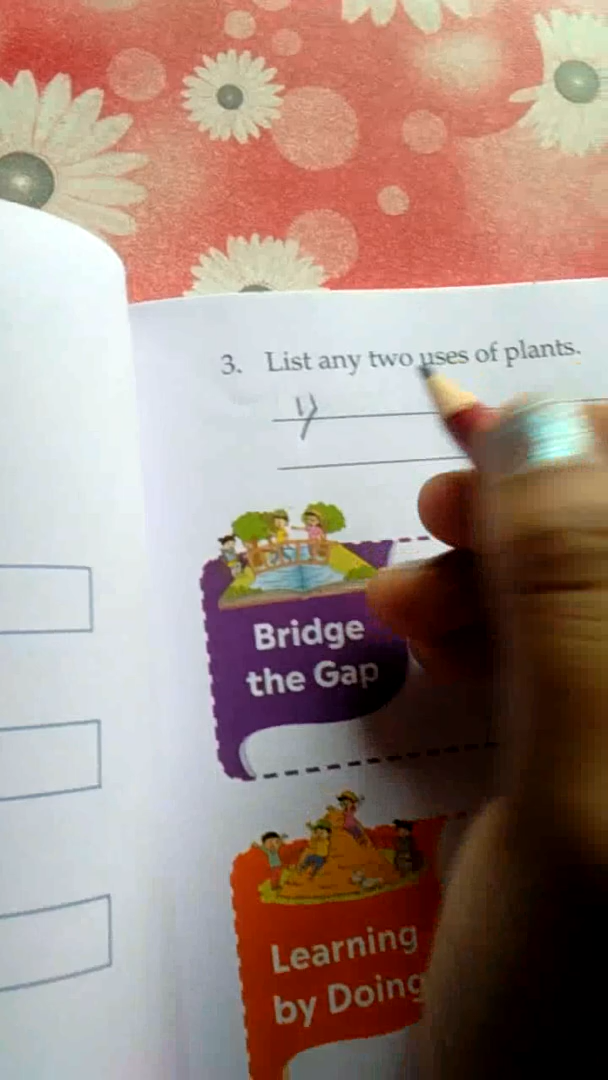 3. List any two uses of plants.
1)
Bridge
the Gap
Learning
by Doing